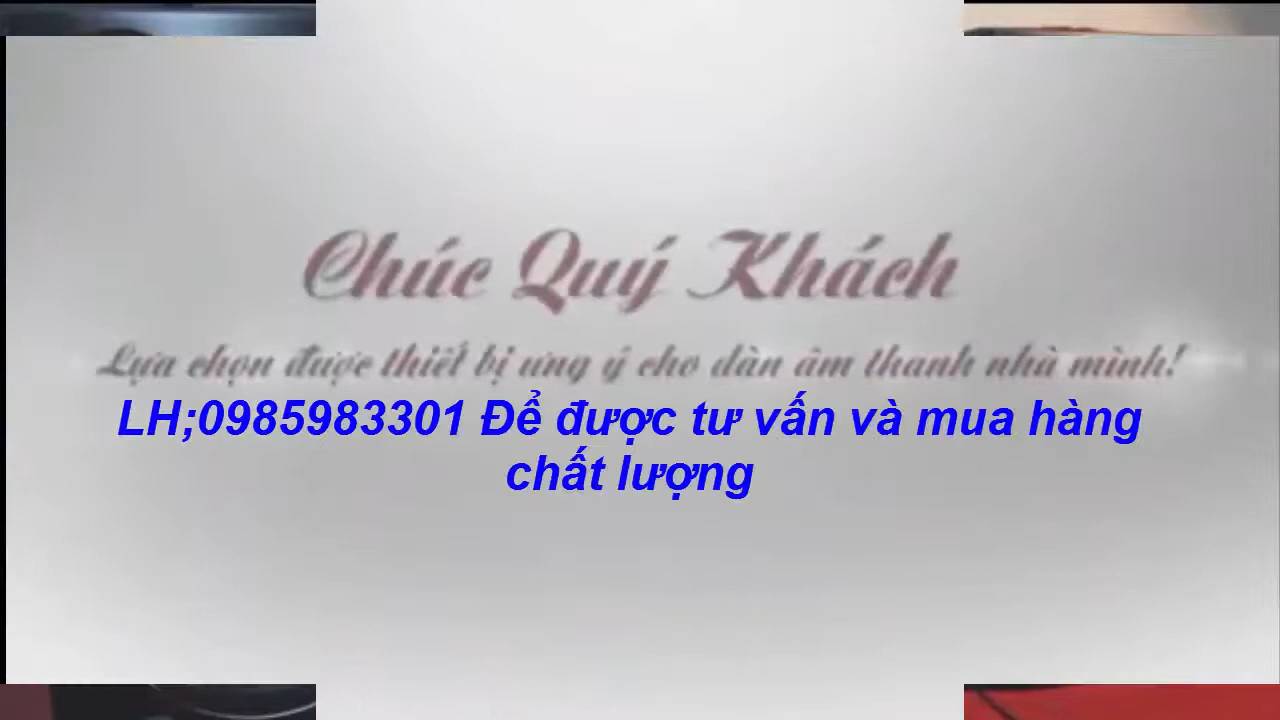 Chúc Quý Khách
Lựa chọn được thiết bị ưng ý cho dàn âm thanh nhà mình!
LH;0985983301 Để được tư vấn và mua hàng
chất lượng